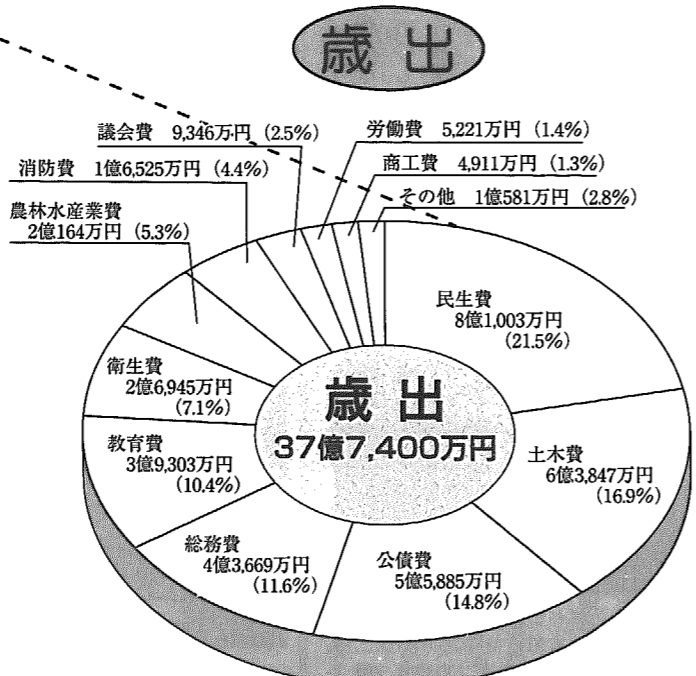 歳出
議会費 9,346万円 (2.5%)
労働費 5,221万円 (1.4%)
消防費 1億6,525万円 (4.4%)
商工費 4,911万円 (1.3%)
その他 1億581万円 (2.8%)
農林水産業費
2億164万円 (5.3%)
民生費
8億1,003万円
(21.5%)
衛生費
2億6,945万円
(7.1%)
歳出
37億7,400万円
土木費
6億3,847万円
(16.9%)
教育費
3億9,303万円
(10.4%)
総務費
4億3,669万円
(11.6%)
公債費
5億5,885万円
(14.8%)